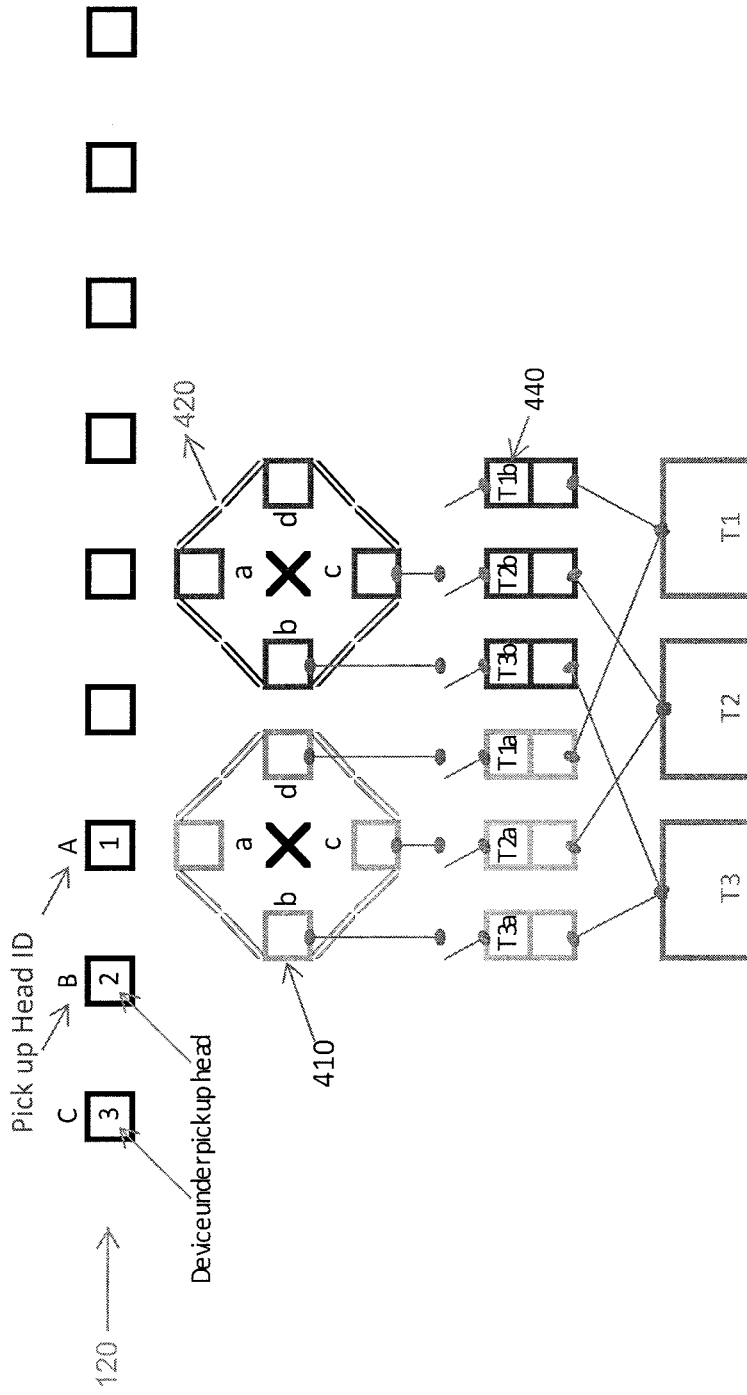 Pick up Head ID
C
B
A
3
2
1
120
Device under pickup head
420
a
a
b
d
b
d
c
c
410
440
T3a
T2a
T1a
T3b
T2b
T1b
T3
T2
T1